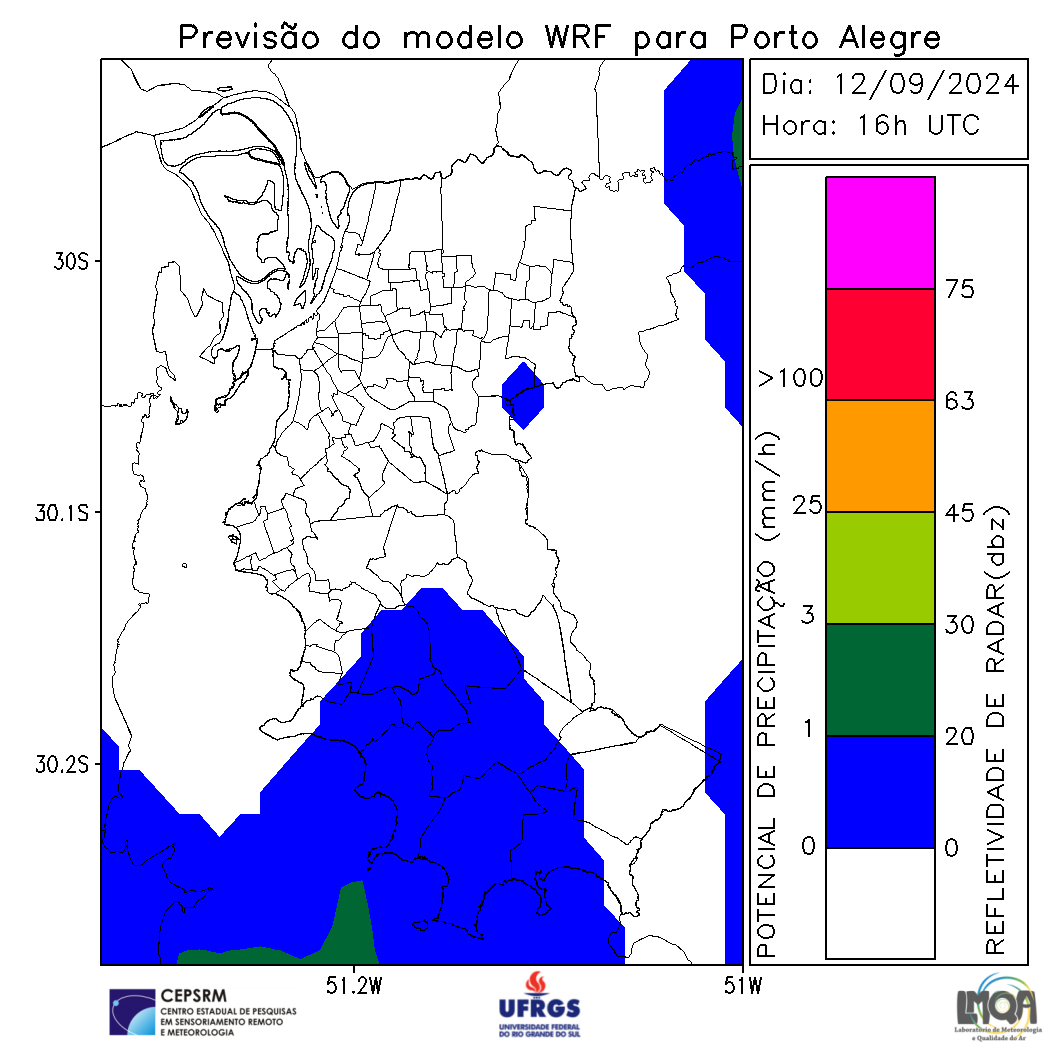 Previsão do modelo WRF para Porto Alegre
Dia: 12/09/2024
Hora: 16h UTC
30S
30.1S
30.2S
51.2W
51W
POTENCIAL DE PRECIPITAÇÃO (mm/h)
>100
25
3
1
0
75
63
45
30
20
0
REFLETIVIDADE DE RADAR(dbz)
CEPSRM
CENTRO ESTADUAL DE PESQUISAS
EM SENSORIAMENTO REMOTO
E METEOROLOGIA
UFRGS
UNIVERSIDADE FEDERAL
DO RIO GRANDE DO SUL
LMQA
Laboratório de Meteorologia
e Qualidade do Ar